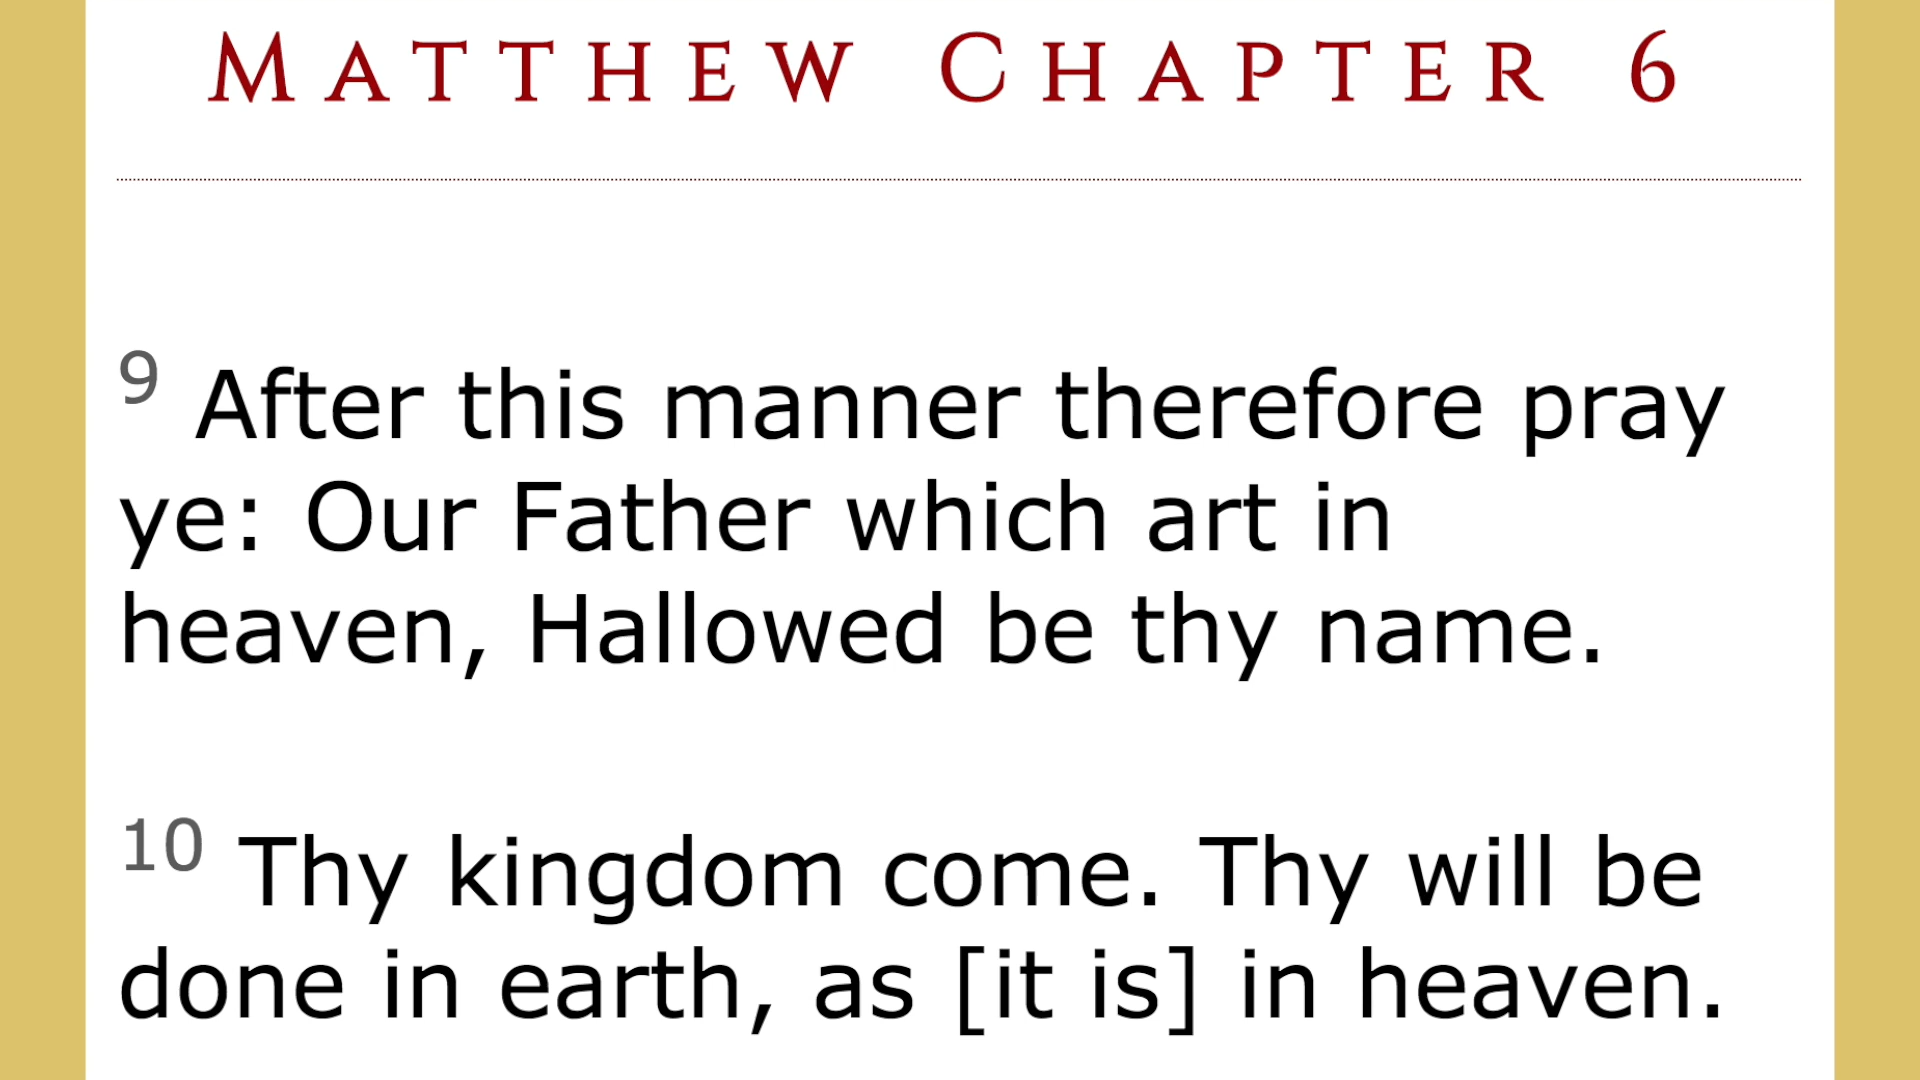 Matthew Chapter 6
9 After this manner therefore pray
ye: Our Father which art in
heaven, Hallowed be thy name.
10 Thy kingdom come. Thy will be
done in earth, as [it is] in heaven.